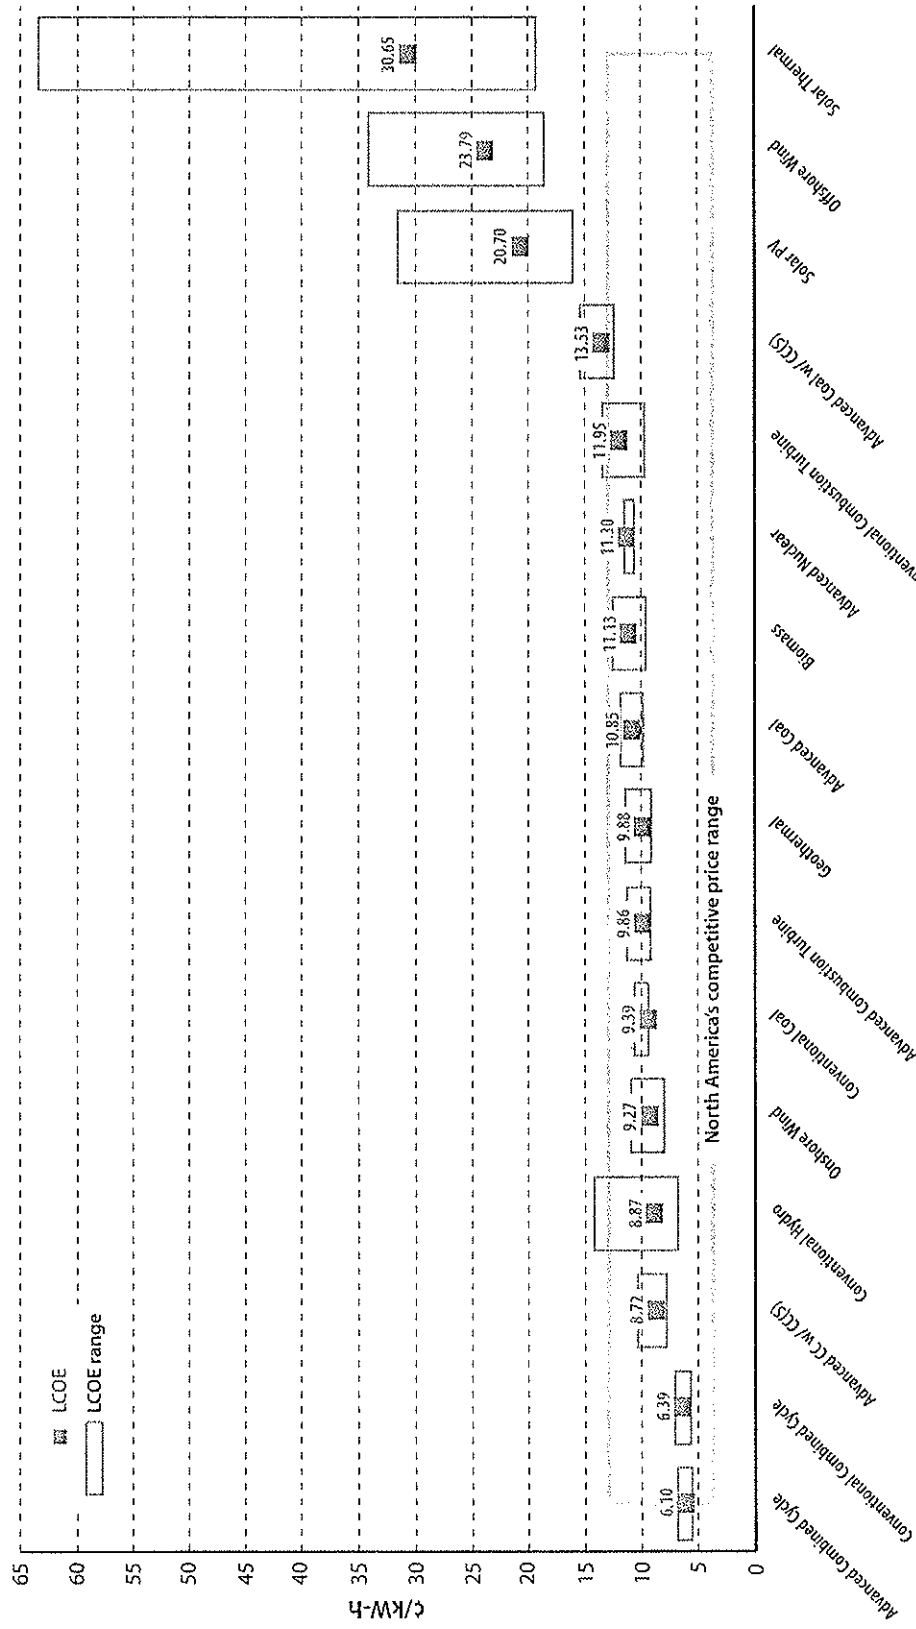 ¢/kW-h
65
60
55
50
45
40
35
30
25
20
15
10
5
0
LCOE
LCOE range
6.10
6.39
8.72
8.87
9.27
9.39
9.86
9.88
10.85
11.13
11.30
11.95
13.53
20.70
23.79
30.65
North America's competitive price range
Advanced Combined Cycle
Conventional Combined Cycle
Advanced CC w/ CC(S)
Conventional Hydro
Onshore Wind
Conventional Coal
Advanced Combustion Turbine
Geothermal
Advanced Coal
Biomass
Advanced Nuclear
Combustion Turbine
Advanced Coal w/ CC(S)
Solar PV
Offshore Wind
Solar Thermal